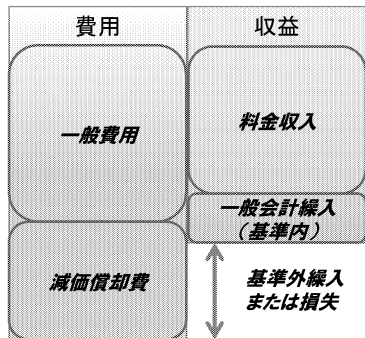 費用
収益
一般費用
料金収入
一般会計繰入
（基準内）
減価償却費
基準外繰入
または損失